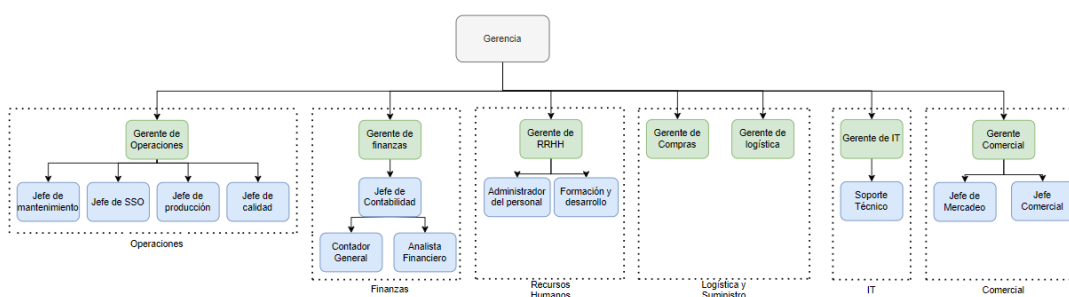 Gerencia
Gerente de
Operaciones
Gerente de
finanzas
Gerente de
RRHH
Gerente de
Compras
Gerente de
logística
Gerente de IT
Gerente
Comercial
Jefe de
mantenimiento
Jefe de SSO
Jefe de
producción
Jefe de
calidad
Jefe de
Contabilidad
Administrador
del personal
Formación y
desarrollo
Soporte
Técnico
Jefe de
Mercadeo
Jefe
Comercial
Contador
General
Analista
Financiero
Operaciones
Finanzas
Recursos
Humanos
Logística y
Suministro
IT
Comercial